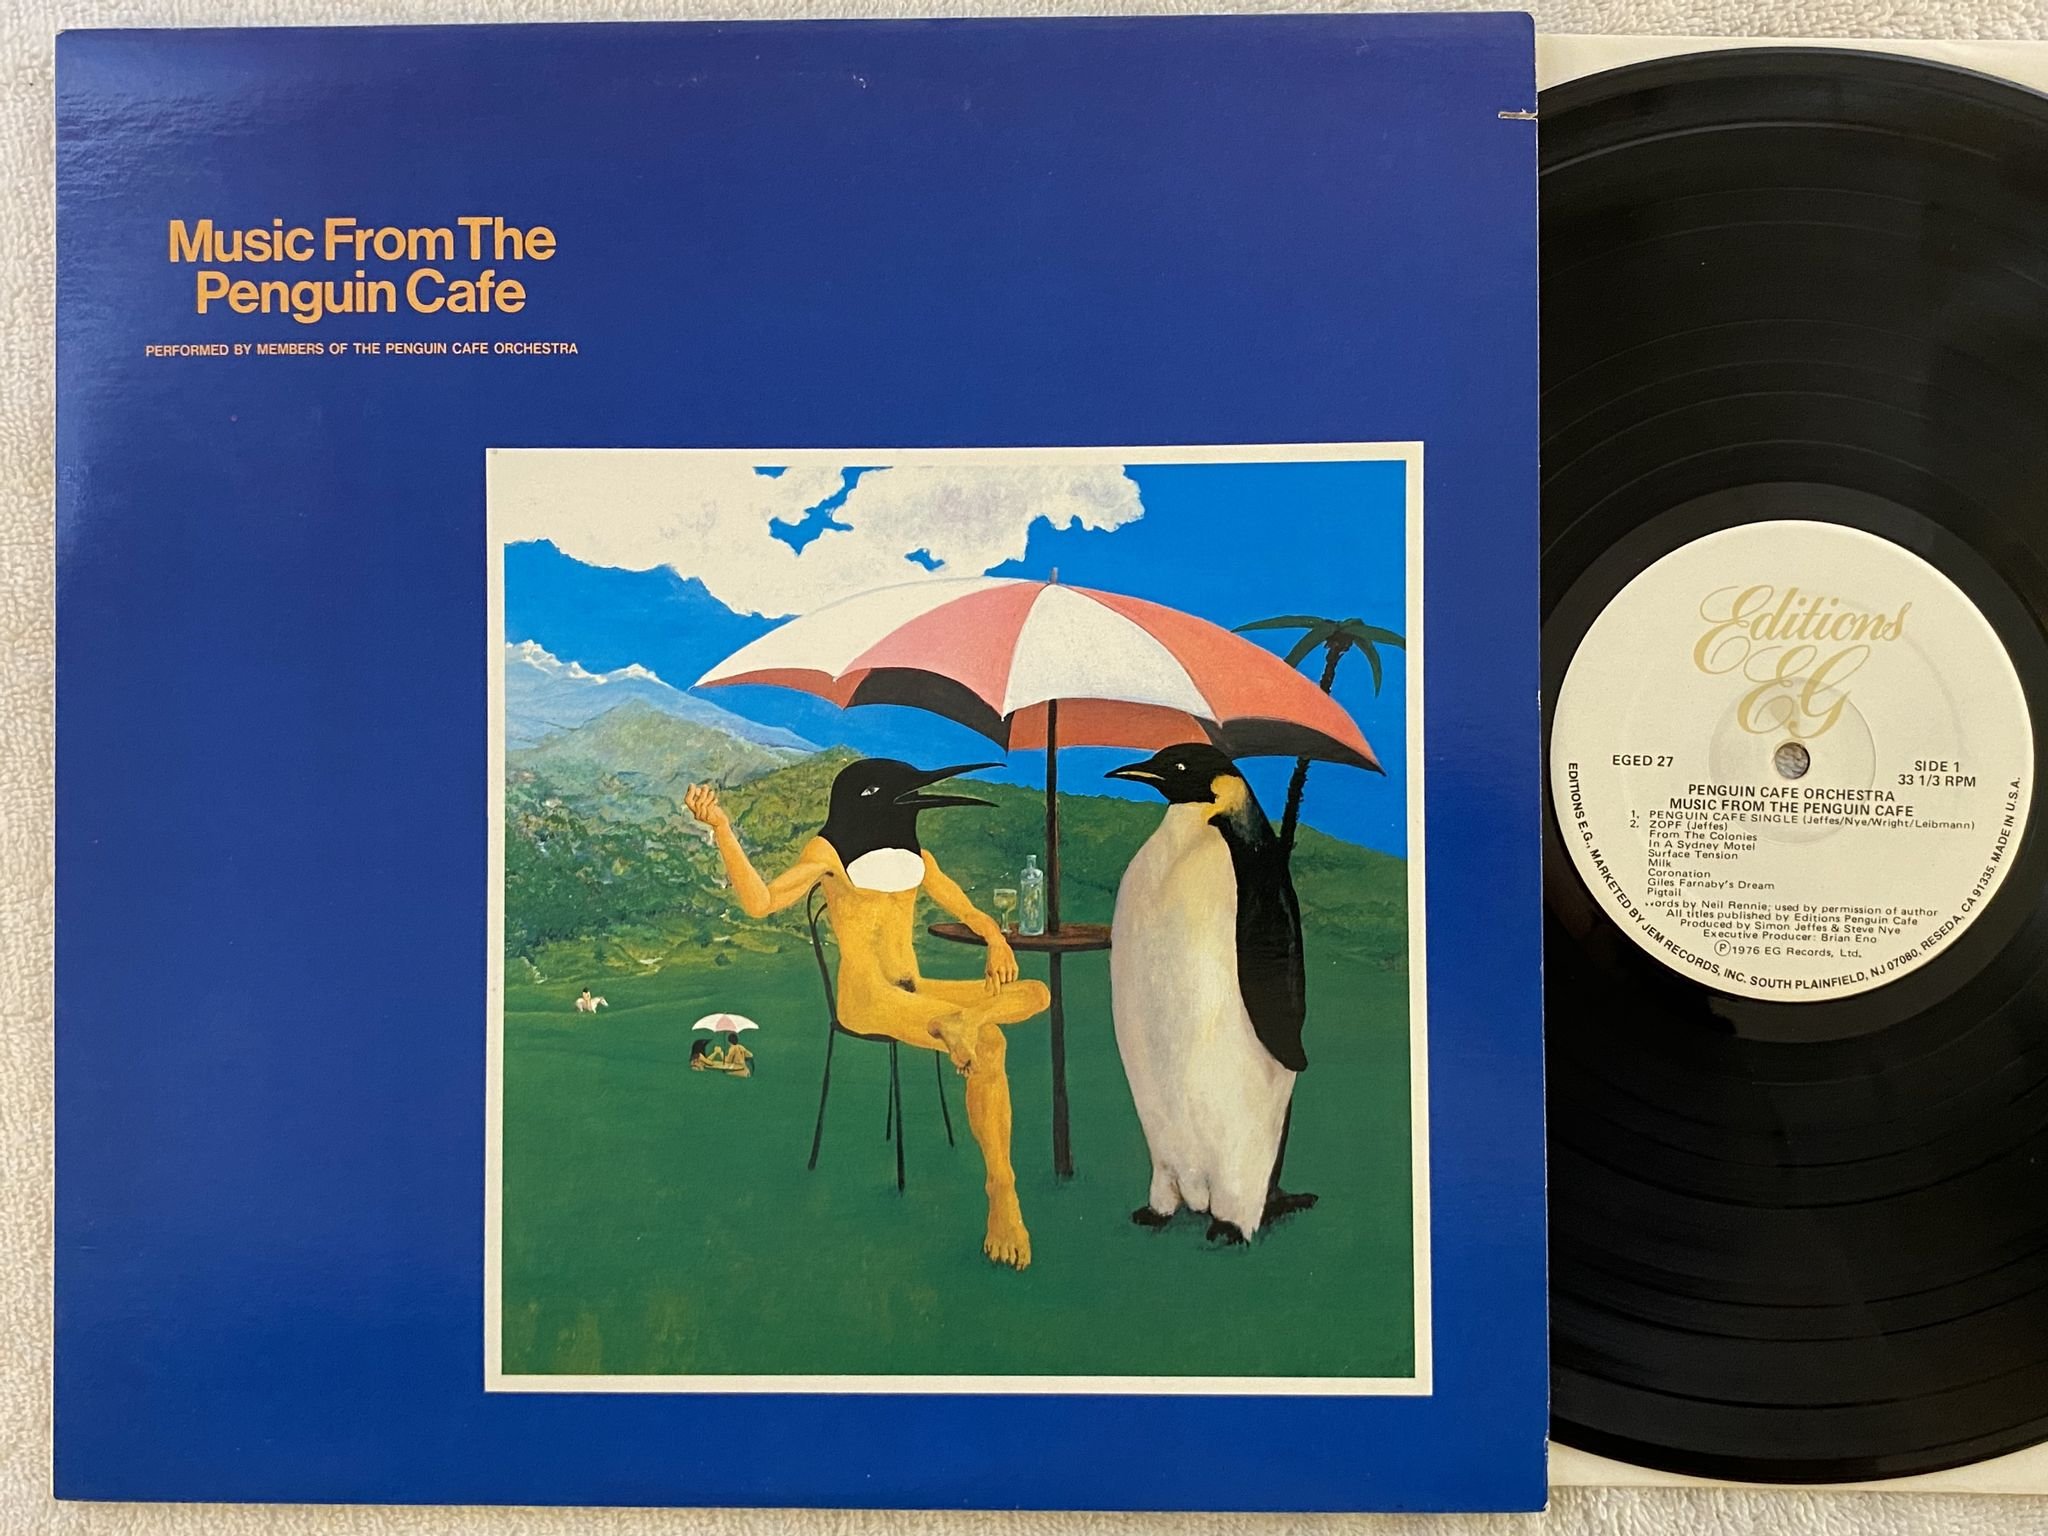 Music From The
Penguin Cafe
PERFORMED BY MEMBERS OF THE PENGUIN CAFE ORCHESTRA
Editions
EG
EGED 27
SIDE 1
33 1/3 RPM
PENGUIN CAFE ORCHESTRA
MUSIC FROM THE PENGUIN CAFE
1. PENGUIN CAFE SINGLE (Jeffes/Nye/Wright/Leibmann)
2. ZOPF (Jeffes)
From The Colonies
In A Sydney Motel
Surface Tension
Milk
Coronation
Giles Farnaby's Dream
Pigtail
words by Neil Rennie; used by permission of author
All titles published by Editions Penguin Cafe
Produced by Simon Jeffes & Steve Nye
Executive Producer: Brian Eno
Ⓟ1976 EG Records, Ltd.
EDITIONS E.G., MARKETED BY JEM RECORDS, INC. SOUTH PLAINFIELD, NJ 07080, RESEDA, CA 91335. MADE IN U.S.A.